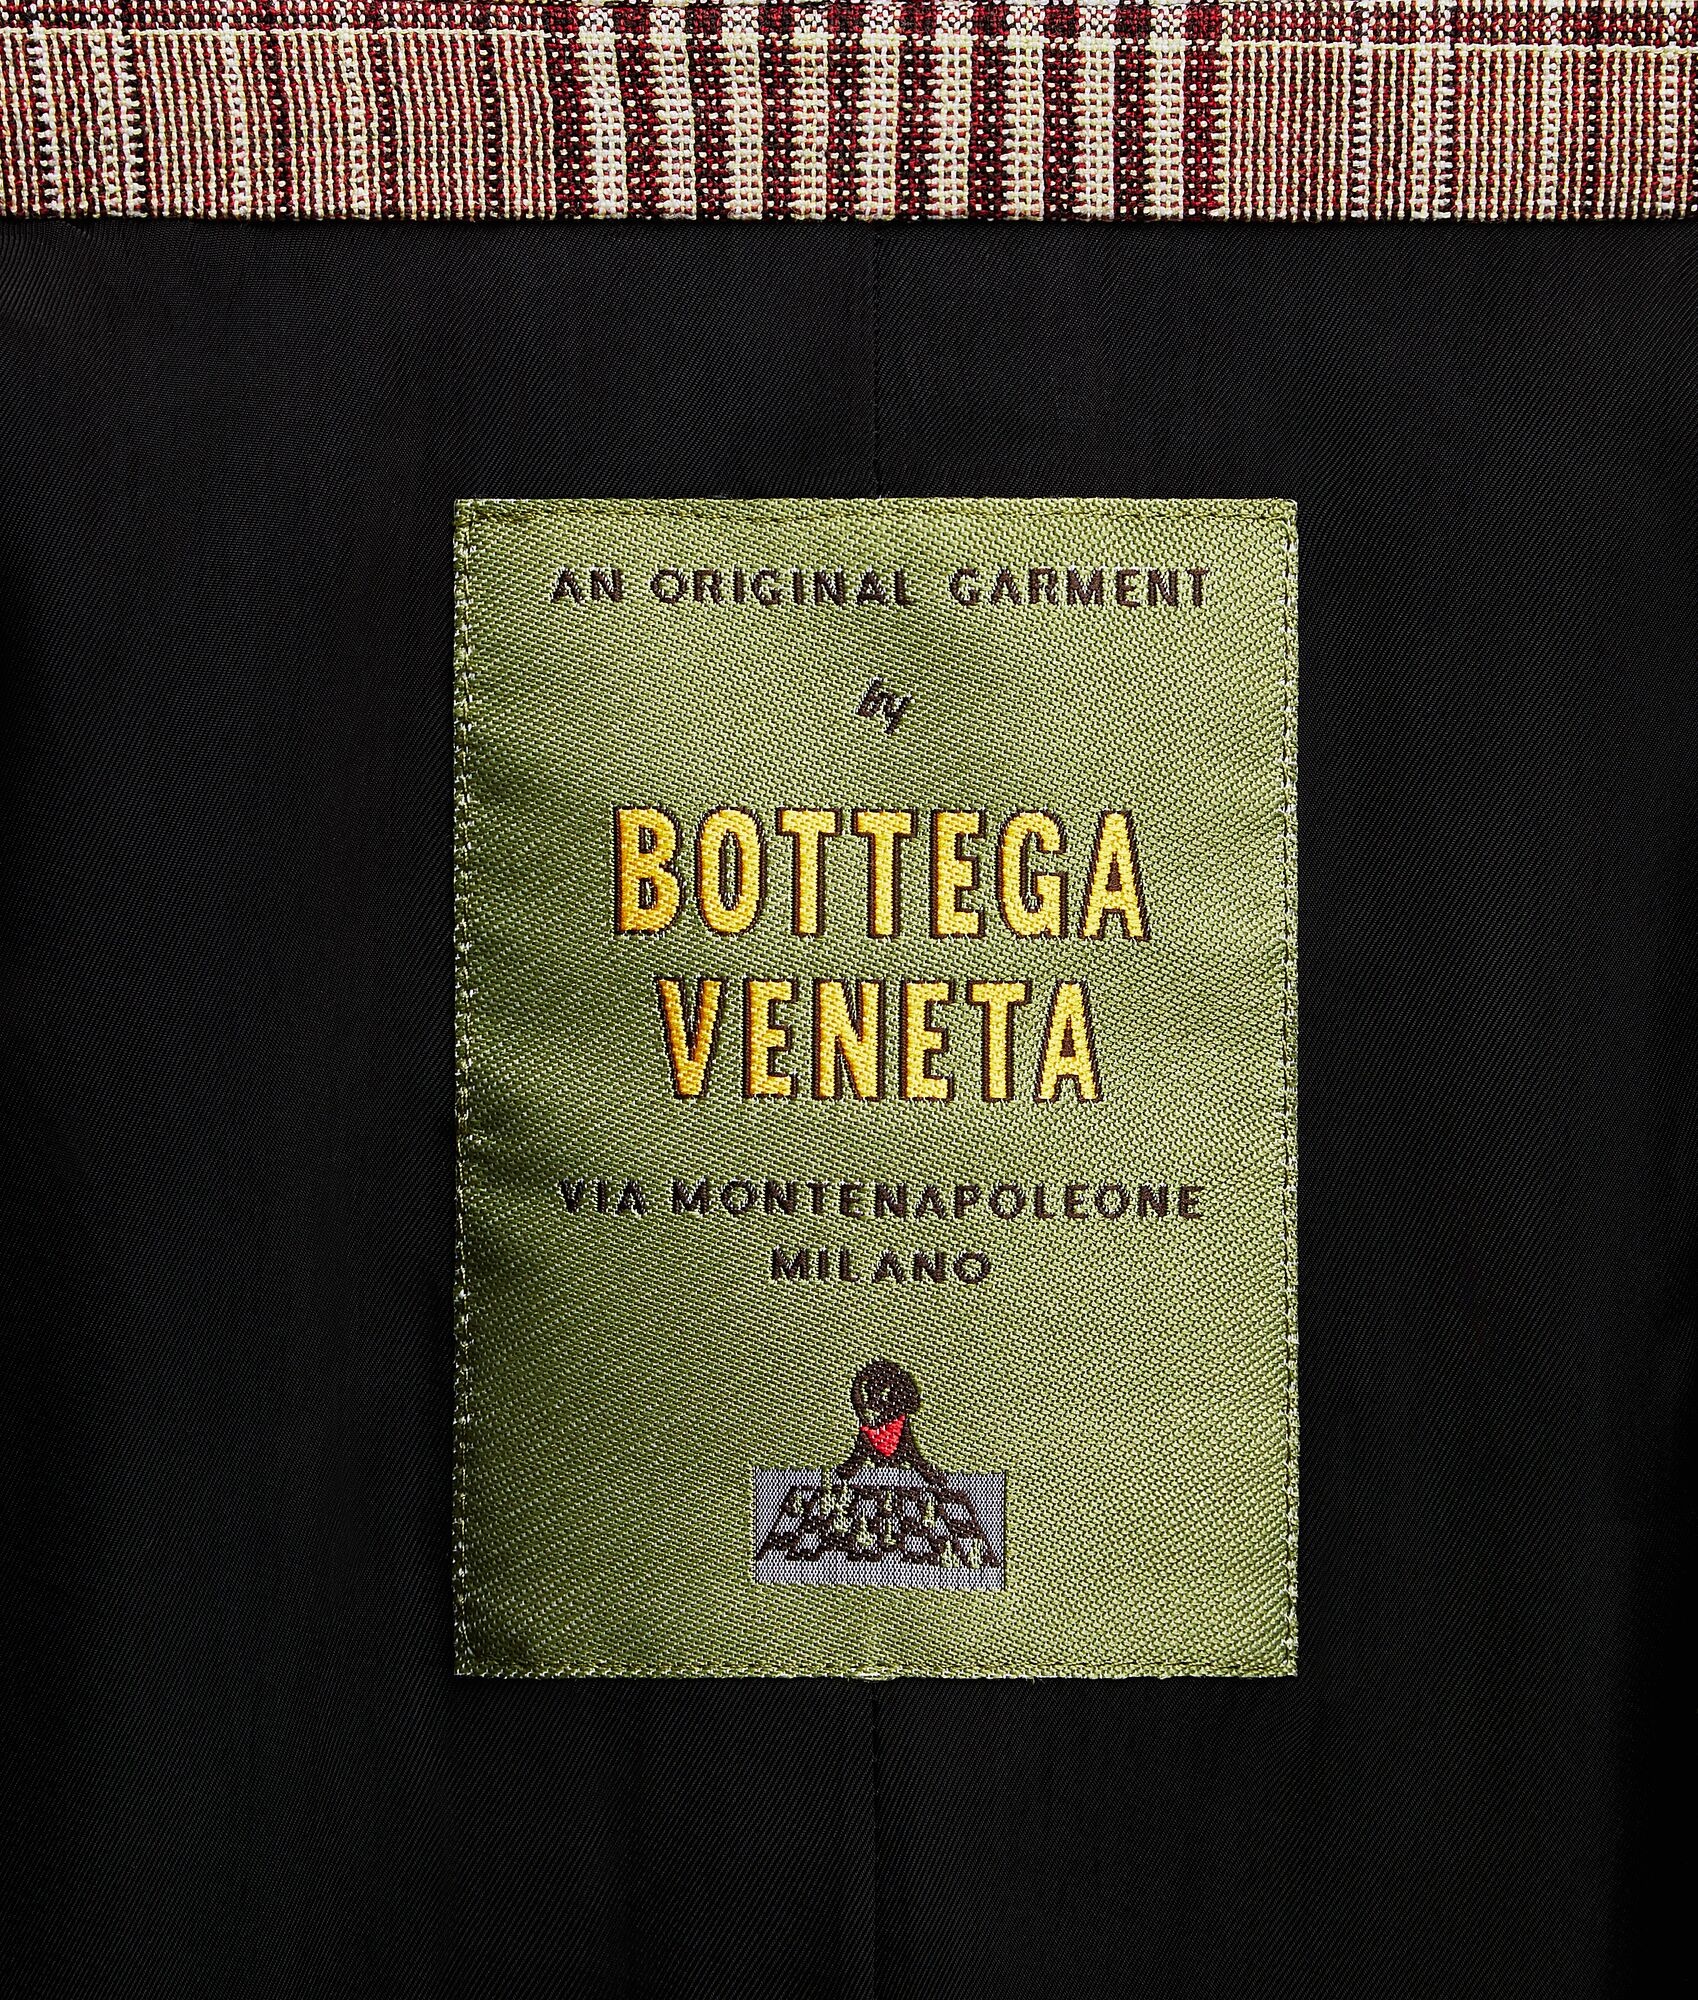 AN ORIGINAL GARMENT
by
BOTTEGA
VENETA
VIA MONTENAPOLEONE
MILANO